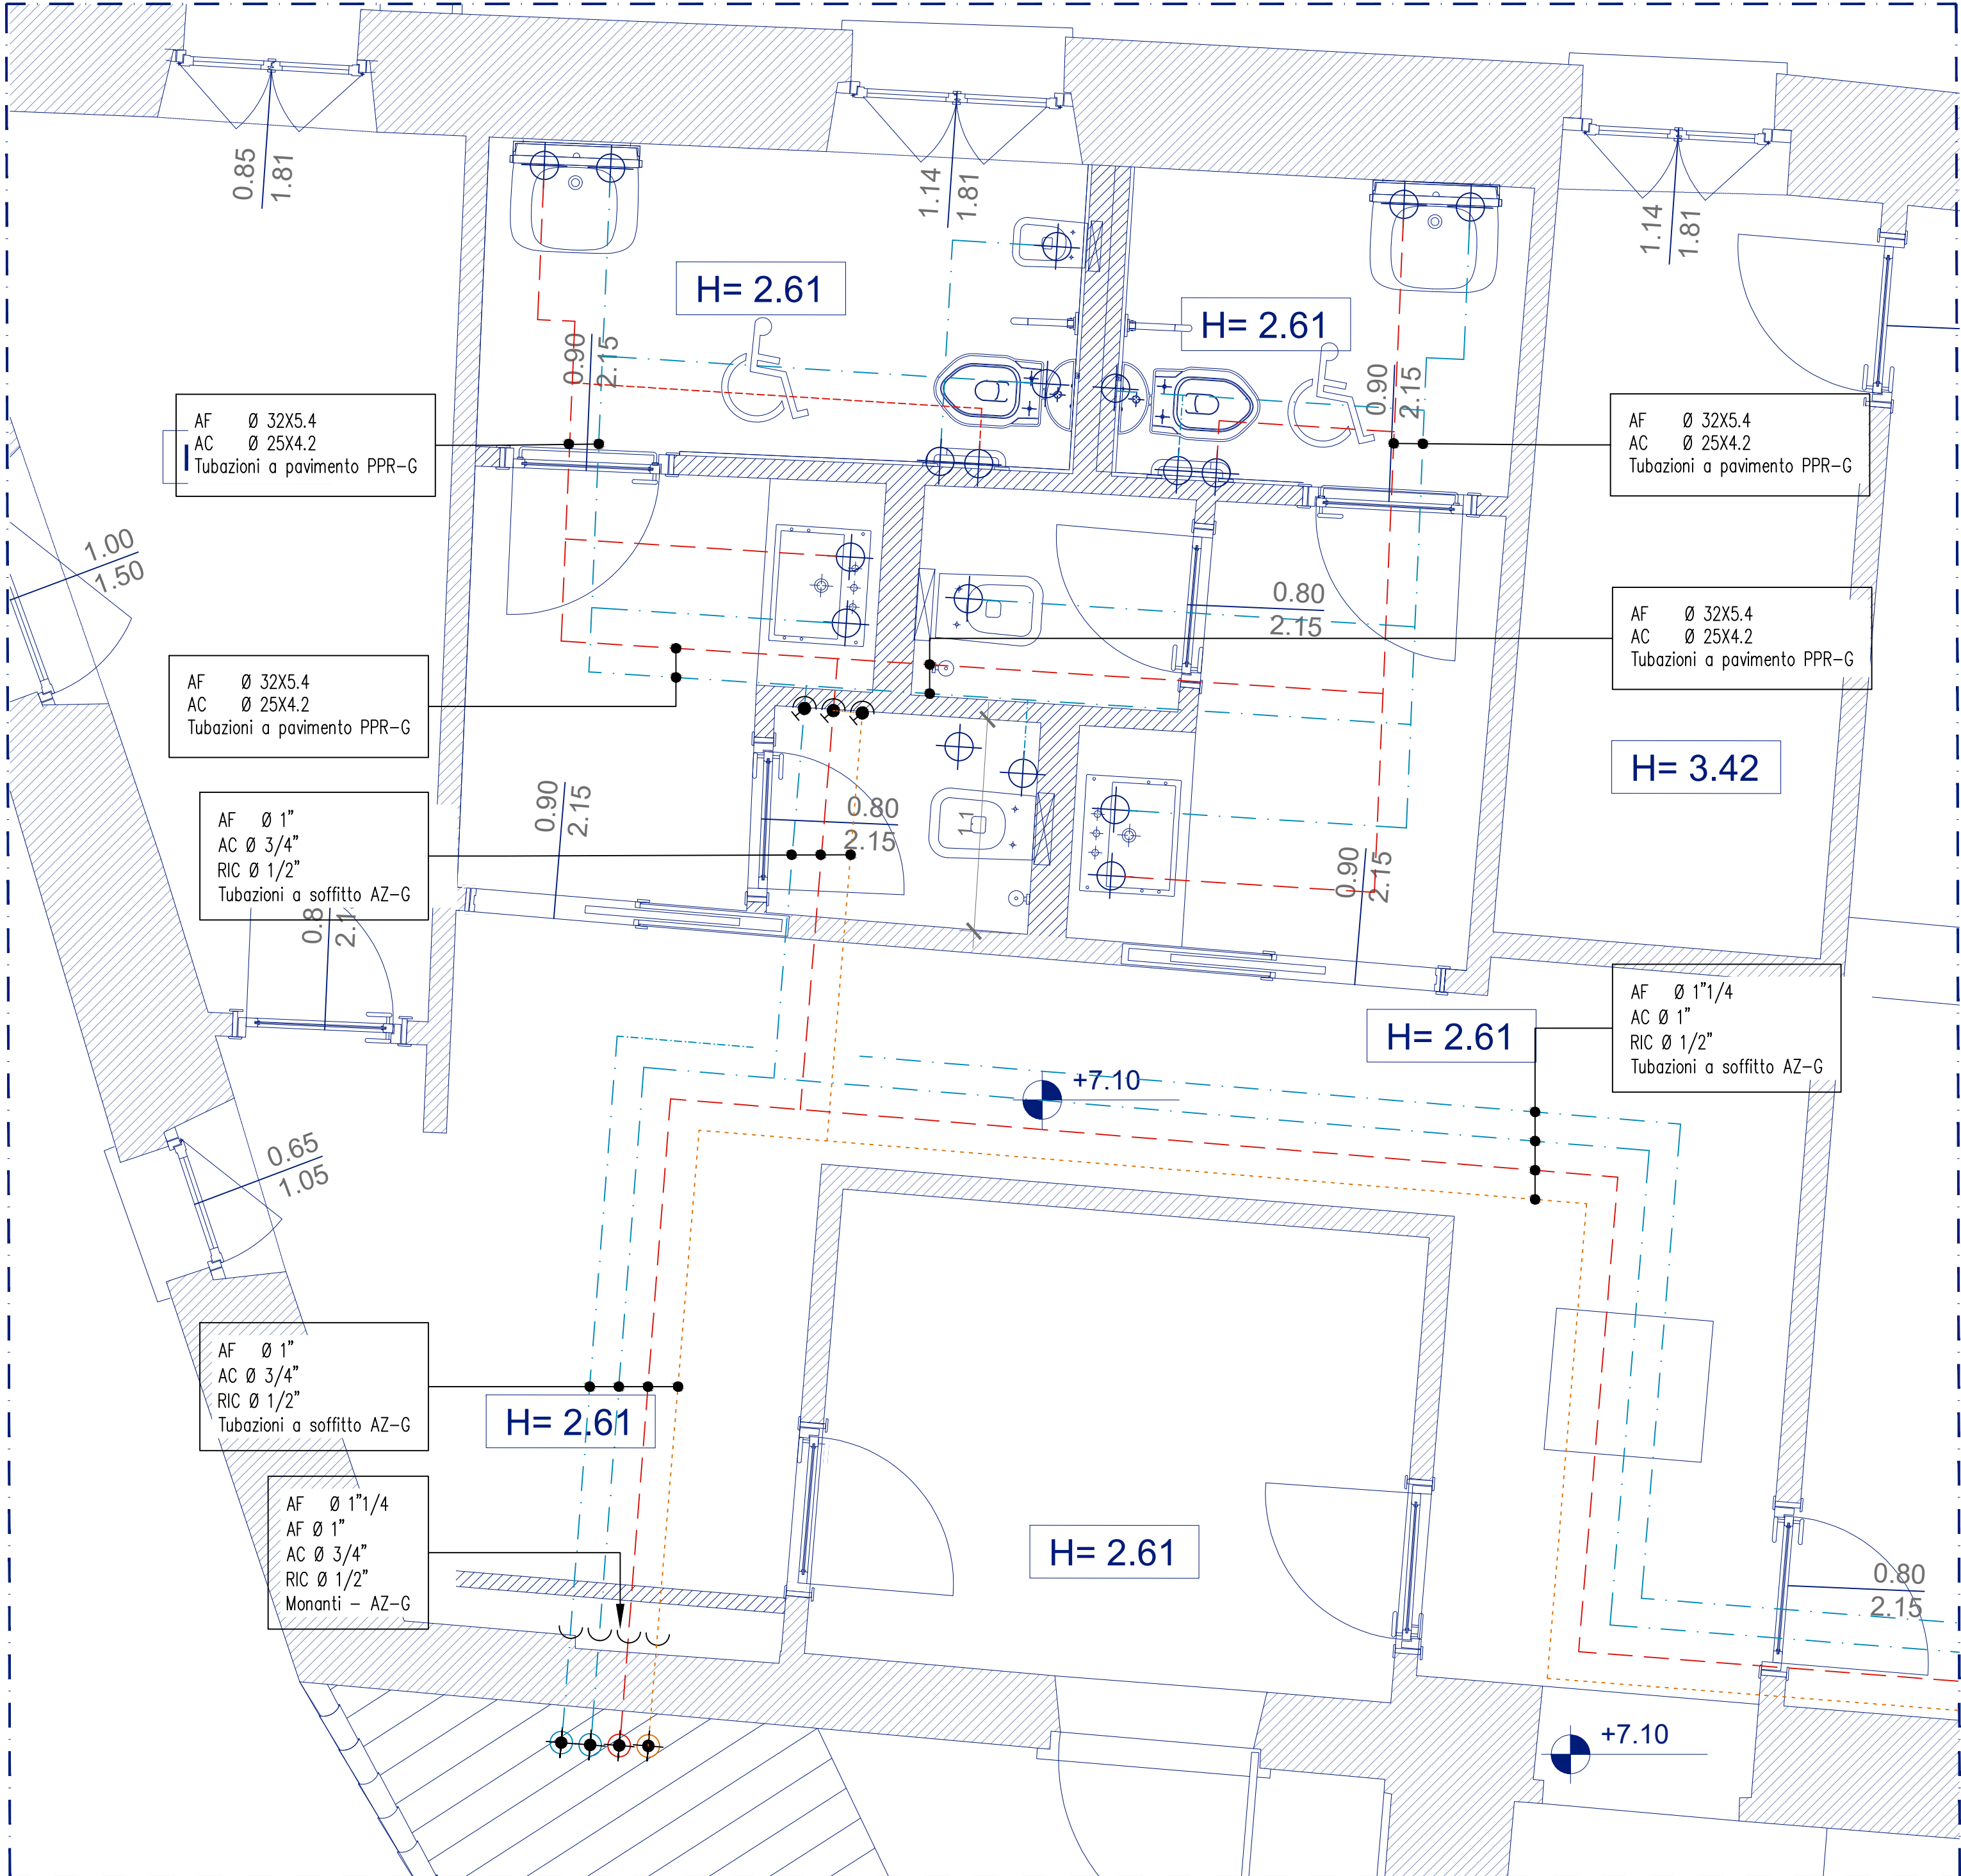 0.85
1.81
1.14
1.81
1.14
1.81
H= 2.61
H= 2.61
0.90
2.15
0.90
2.15
AF Ø 32X5.4
AC Ø 25X4.2
Tubazioni a pavimento PPR-G
AF Ø 32X5.4
AC Ø 25X4.2
Tubazioni a pavimento PPR-G
1.00
1.50
0.80
2.15
AF Ø 32X5.4
AC Ø 25X4.2
Tubazioni a pavimento PPR-G
AF Ø 32X5.4
AC Ø 25X4.2
Tubazioni a pavimento PPR-G
H= 3.42
0.90
2.15
0.80
2.15
1.1
0.90
2.15
AF Ø 1"
AC Ø 3/4"
RIC Ø 1/2"
Tubazioni a soffitto AZ-G
0.8
2.1
H= 2.61
AF Ø 1"1/4
AC Ø 1"
RIC Ø 1/2"
Tubazioni a soffitto AZ-G
+7.10
0.65
1.05
AF Ø 1"
AC Ø 3/4"
RIC Ø 1/2"
Tubazioni a soffitto AZ-G
H= 2.61
AF Ø 1"1/4
AF Ø 1"
AC Ø 3/4"
RIC Ø 1/2"
Monanti - AZ-G
H= 2.61
0.80
2.15
+7.10